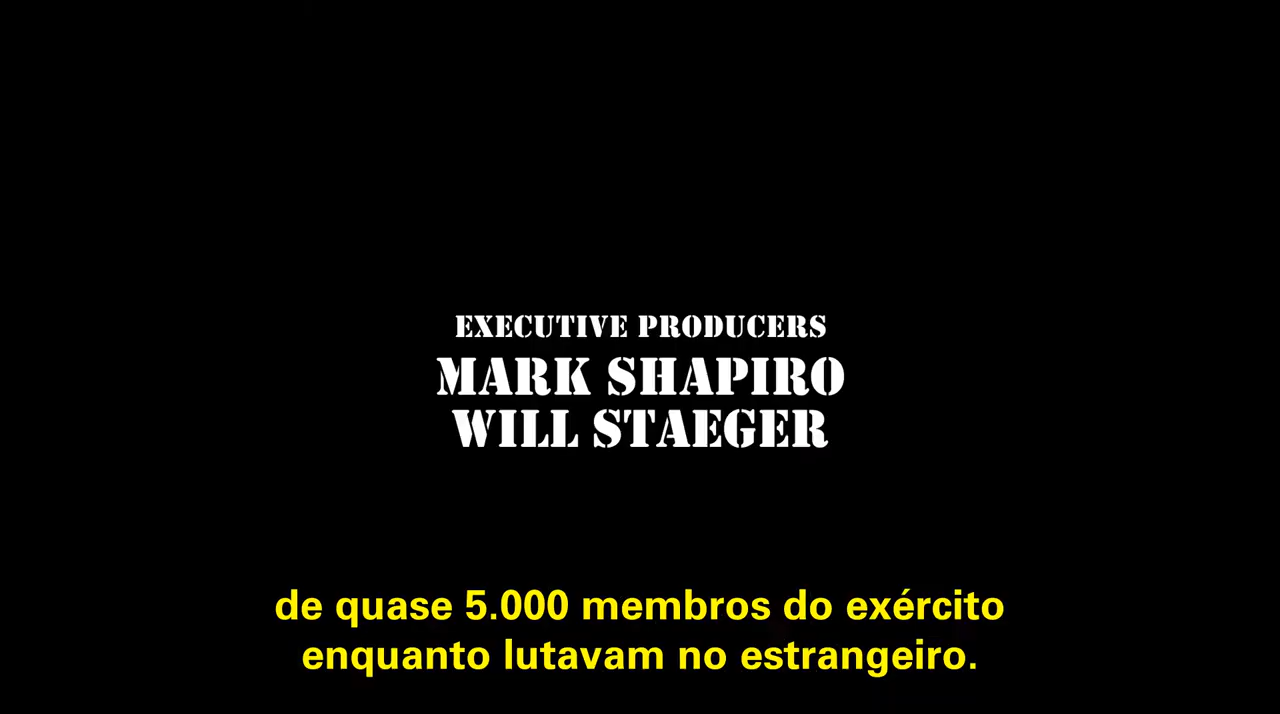 EXECUTIVE PRODUCERS
MARK SHAPIRO
WILL STAEGER
de quase 5.000 membros do exército
enquanto lutavam no estrangeiro.